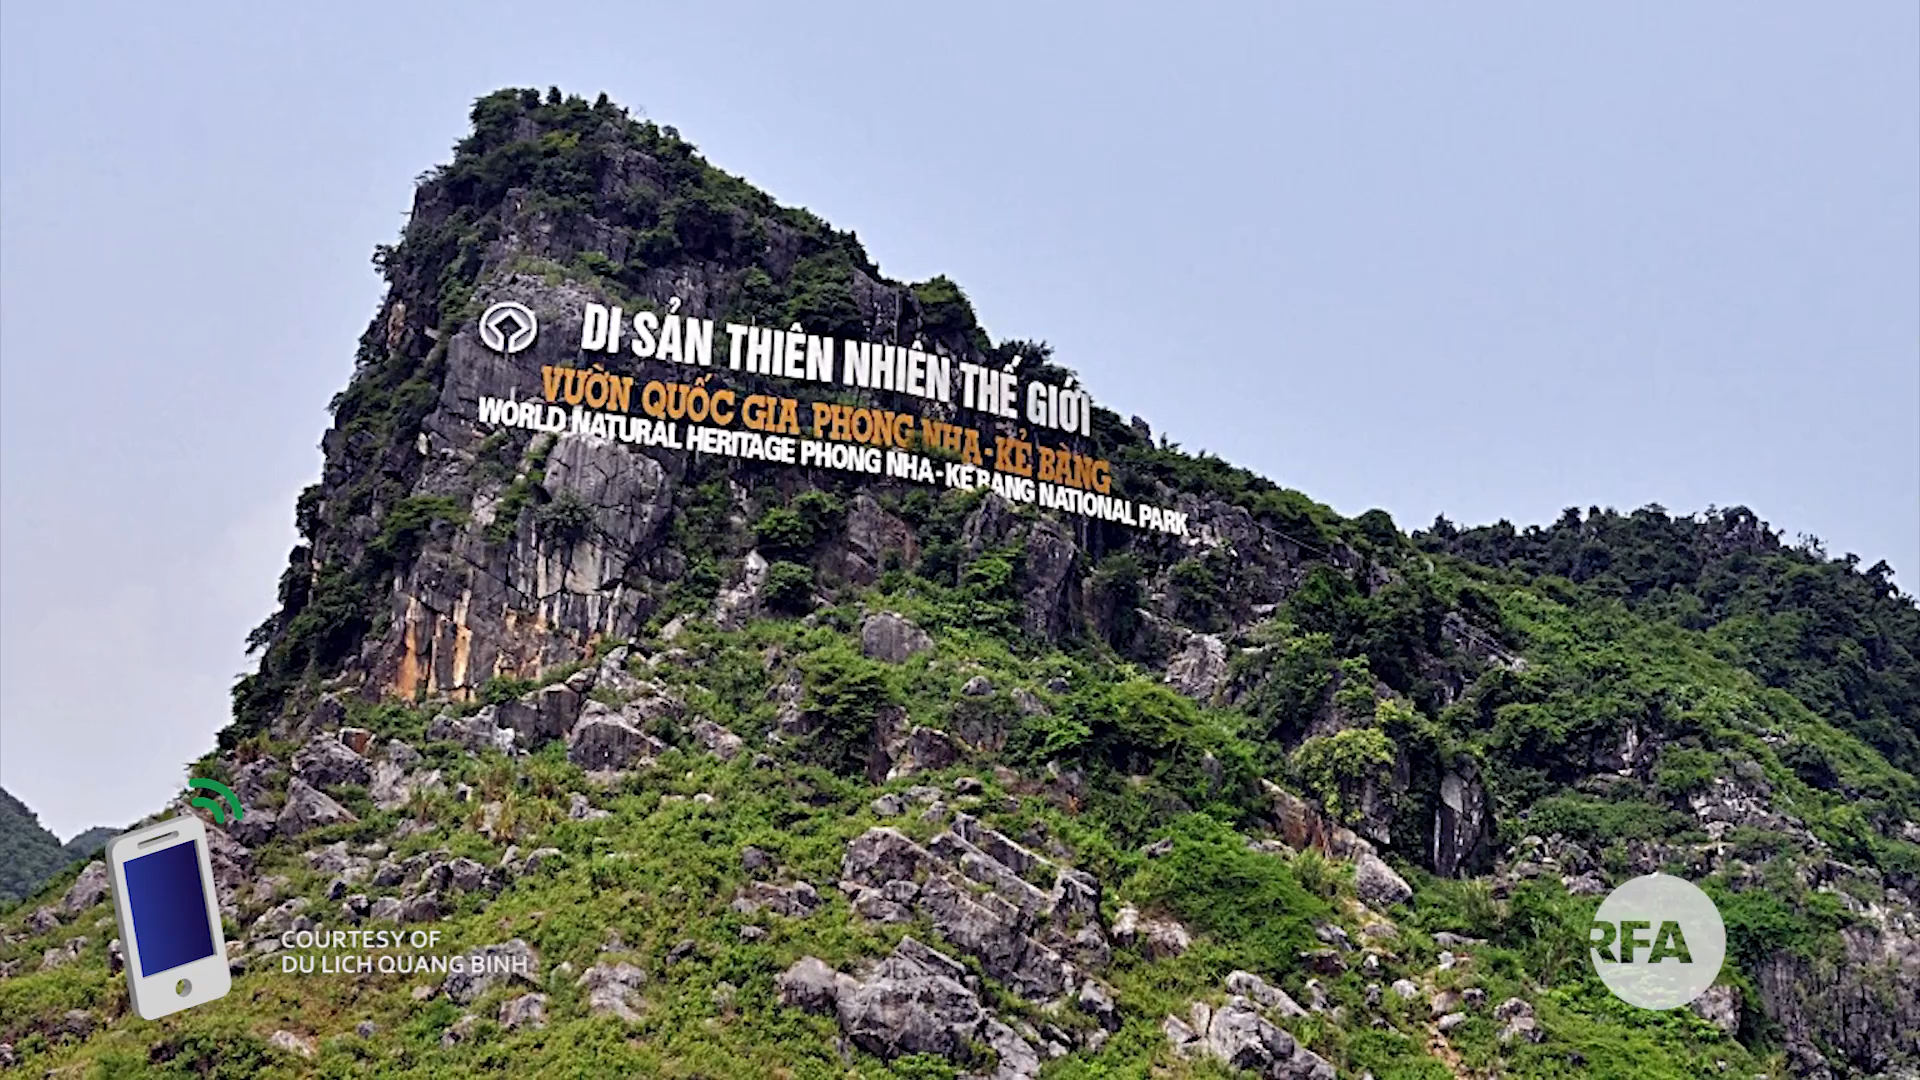 DI SẢN THIÊN NHIÊN THẾ GIỚI
VƯỜN QUỐC GIA PHONG NHA-KẺ BÀNG
WORLD NATURAL HERITAGE PHONG NHA - KE BANG NATIONAL PARK
COURTESY OF
DU LICH QUANG BINH
RFA